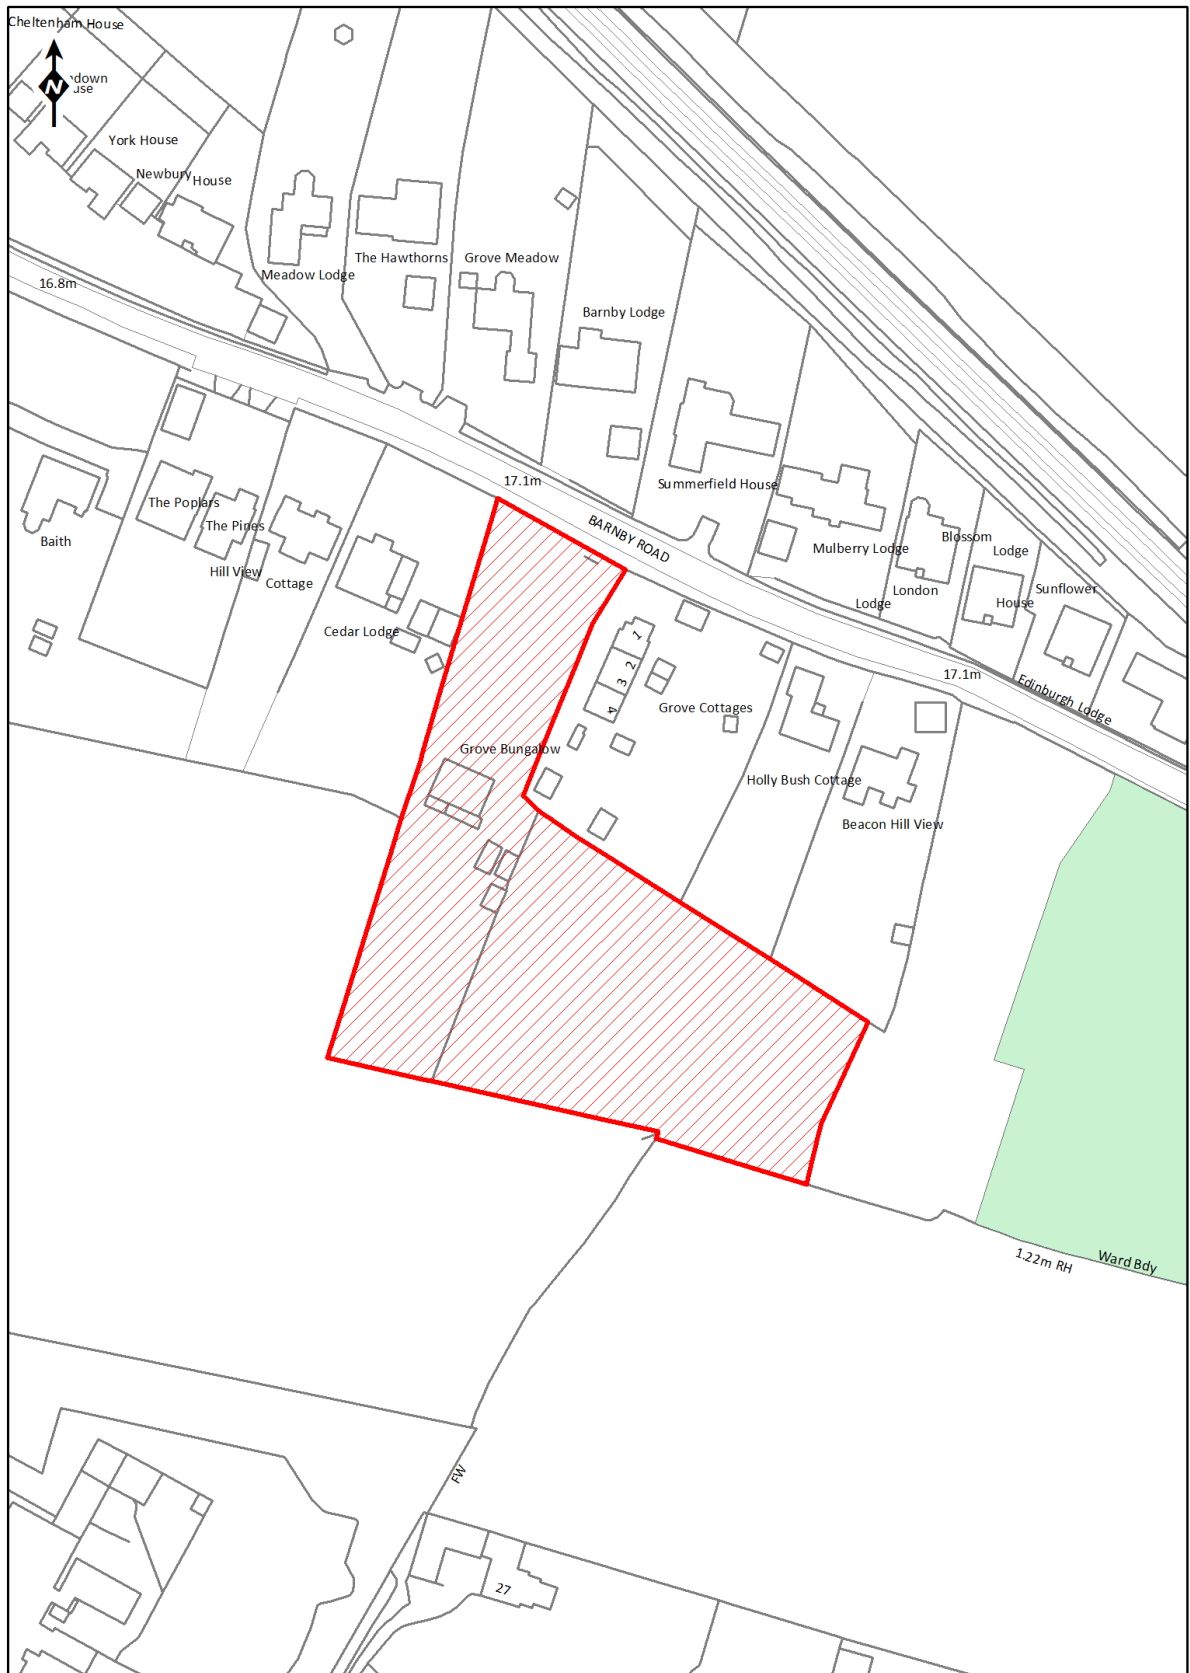 Cheltenham House
N
down
use
York House
Newbury House
16.8m
Meadow Lodge
The Hawthorns
Grove Meadow
Barnby Lodge
17.1m
Summerfield House
BARNBY ROAD
The Poplars
The Pines
Baith
Hill View
Cottage
Cedar Lodge
Mulberry Lodge
Blossom
Lodge
London
Lodge
House
Sunflower
1
2
3
4
Grove Cottages
17.1m
Edinburgh Lodge
Grove Bungalow
Holly Bush Cottage
Beacon Hill View
1.22m RH
Ward Bdy
FW
27